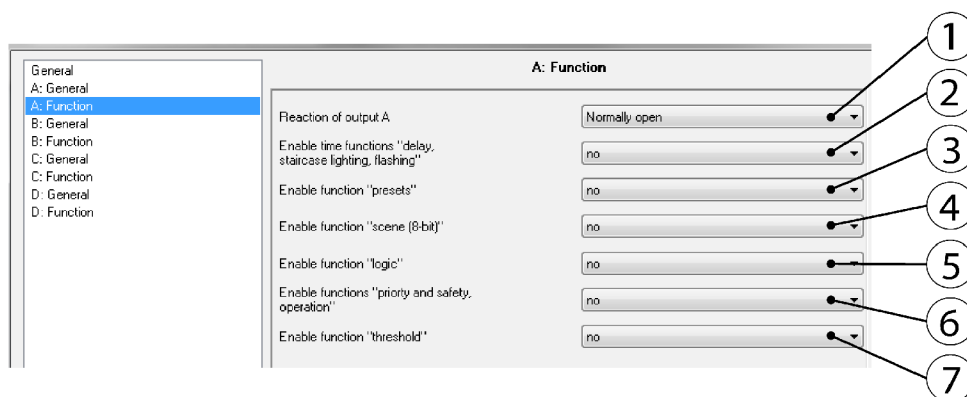 A: Function
General
A: General
A: Function
B: General
B: Function
C: General
C: Function
D: General
D: Function
Reaction of output A
Normally open
1
Enable time functions "delay,
staircase lighting, flashing"
no
2
Enable function "presets"
no
3
Enable function "scene (8-bit)"
no
4
Enable function "logic"
no
5
Enable functions "priorty and safety,
operation"
no
6
Enable function "threshold"
no
7